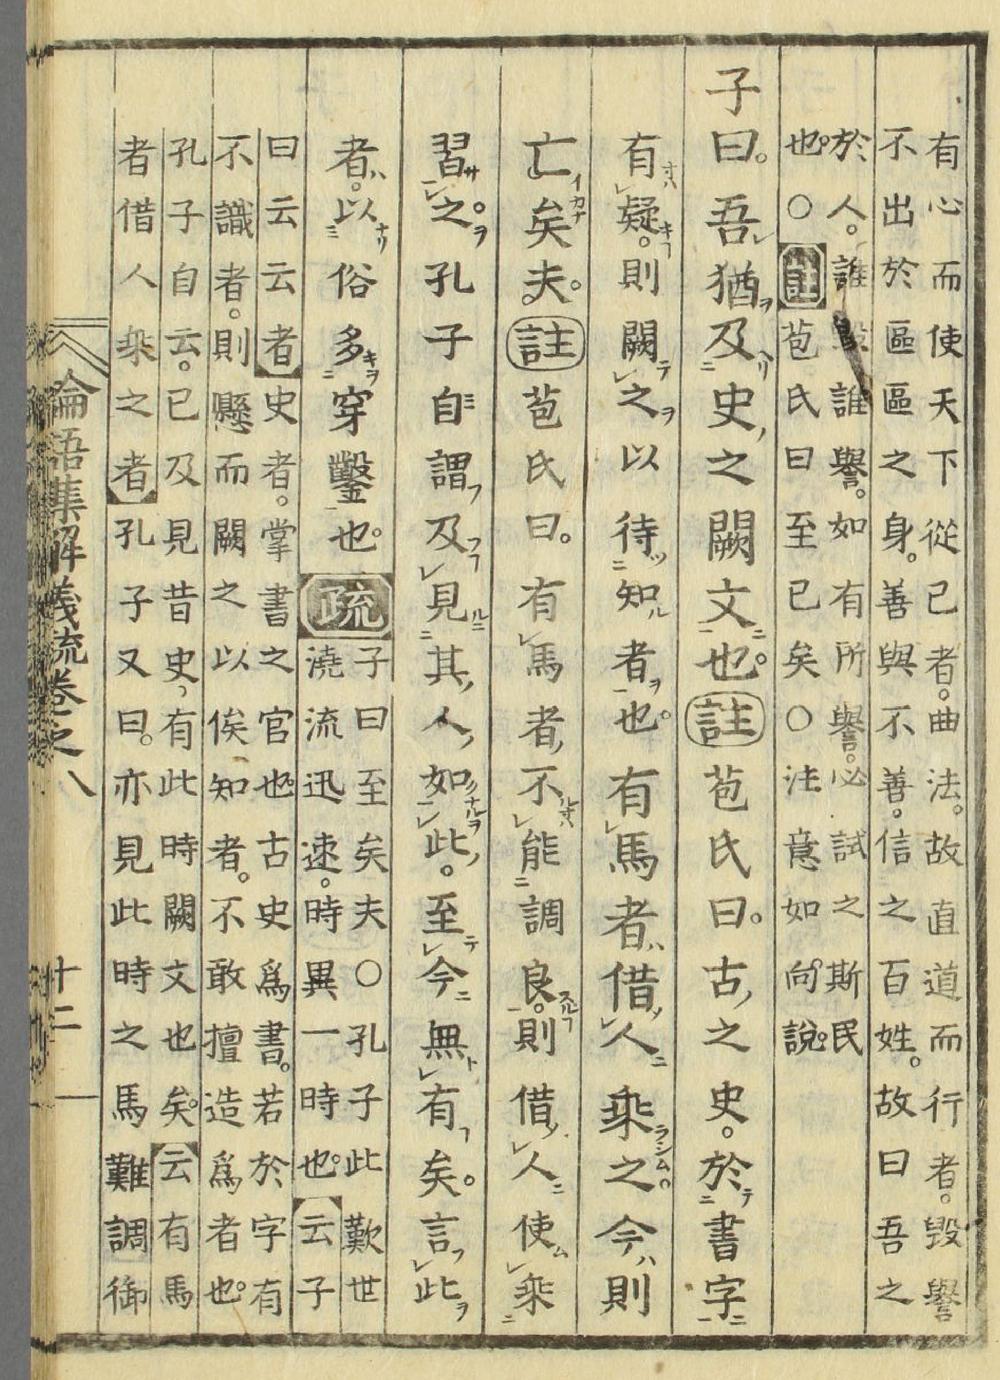 有心而使天下從已者。曲法。故直道而行者。毀譽
不出於區區之身。善與不善。信之百姓。故曰吾之
於人。誰毀誰譽。如有所譽。必試之斯民
也。○註苞氏曰至已矣○注意如向說。
子曰。吾猶及史之闕文也。註苞氏曰。古之史。於書字
有疑。則闕之以待知者也。有馬者借人乘之今則
亡矣夫。註苞氏曰。有馬者不能調良。則借人使乘
習之。孔子自謂及見其人如此。至今無有矣。言此
者。以俗多穿鑿也。疏
子曰至矣夫○孔子此歎世
澆流迅速。時異一時也。云子
曰云云者史者。掌書之官也古史爲書。若於字有
不識者。則懸而闕之以俟知者。不敢擅造爲者也。
孔子自云。已及見昔史有此時闕文也矣。云有馬
者借人乘之者孔子又曰。亦見此時之馬難調御
論語集解義疏卷之八
十二